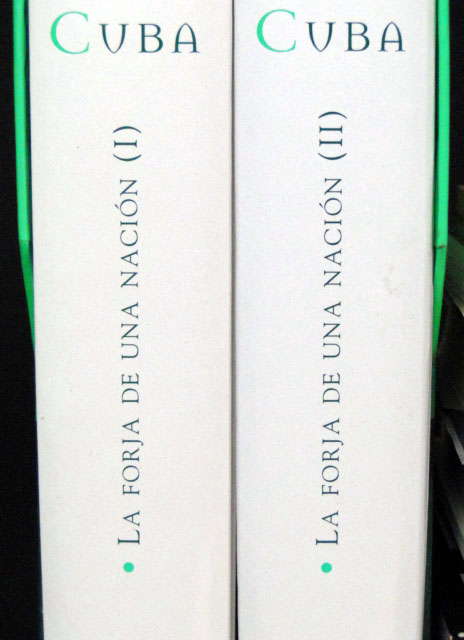 CUBA
• LA FORJA DE UNA NACIÓN (I)
CUBA
• LA FORJA DE UNA NACIÓN (II)